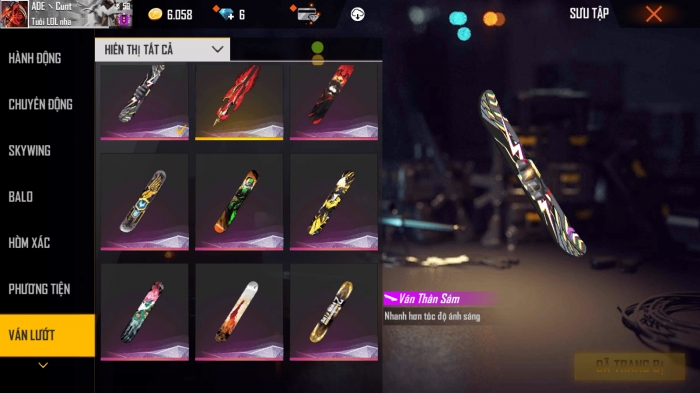 ADE ヽ Cunt
Tuổi LOL nha
6.058
6
SƯU TẬP
HÀNH ĐỘNG
HIỂN THỊ TẤT CẢ
CHUYỂN ĐỘNG
SKYWING
BALO
HÒM XÁC
PHƯƠNG TIỆN
VÁN LƯỚT
Ván Thần Sấm
Nhanh hơn tốc độ ánh sáng
ĐÃ TRANG BỊ